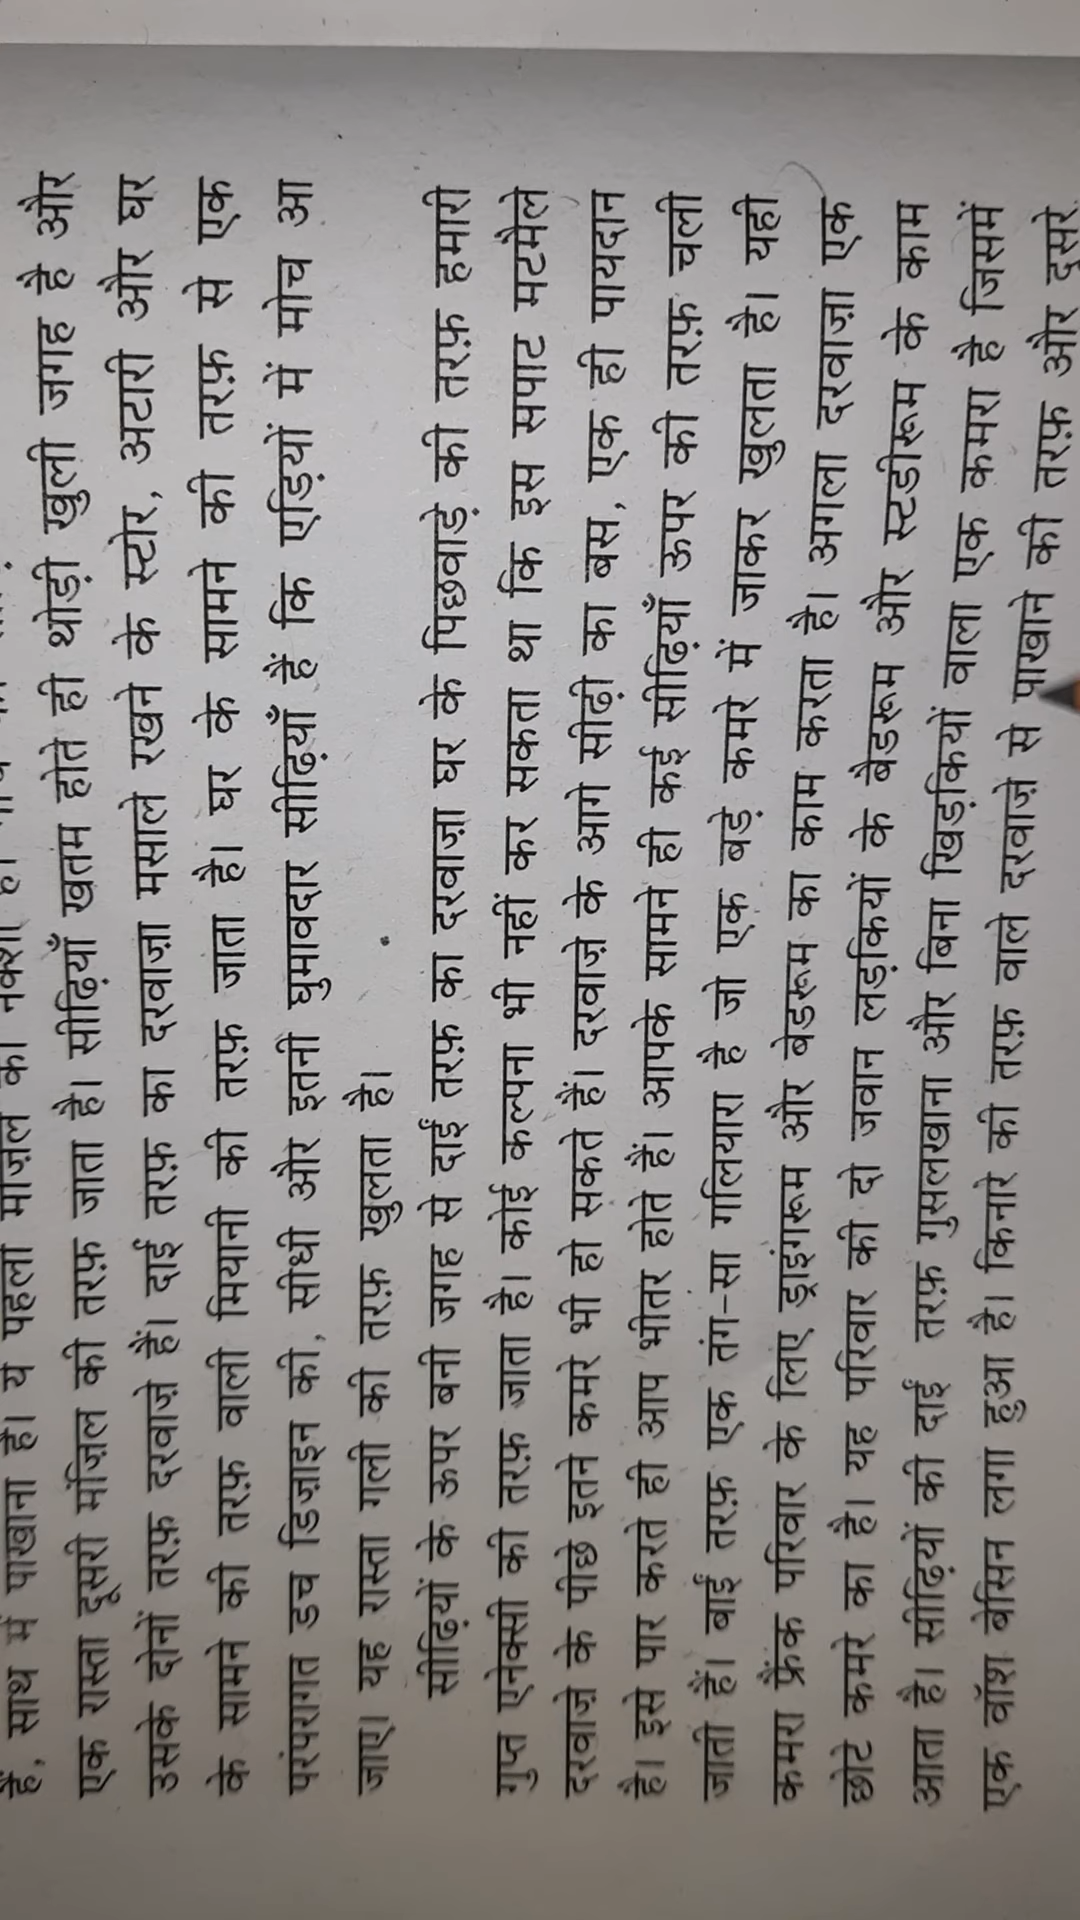 है, साथ में पाखाना है। ये पहली मंज़िल का नक्शा है।
एक रास्ता दूसरी मंज़िल की तरफ़ जाता है। सीढ़ियाँ खतम होते ही थोड़ी खुली जगह है और
उसके दोनों तरफ़ दरवाज़े हैं। दाईं तरफ़ का दरवाज़ा मसाले रखने के स्टोर, अटारी और घर
के सामने की तरफ़ वाली मियानी की तरफ़ जाता है। घर के सामने की तरफ़ से एक
परंपरागत डच डिज़ाइन की, सीधी और इतनी घुमावदार सीढ़ियाँ हैं कि एड़ियों में मोच आ
जाए। यह रास्ता गली की तरफ़ खुलता है।
सीढ़ियों के ऊपर बनी जगह से दाईं तरफ़ का दरवाज़ा घर के पिछवाड़े की तरफ़ हमारी
गुप्त एनेक्सी की तरफ़ जाता है। कोई कल्पना भी नहीं कर सकता था कि इस सपाट मटमैले
दरवाज़े के पीछे इतने कमरे भी हो सकते हैं। दरवाज़े के आगे सीढ़ी का बस, एक ही पायदान
है। इसे पार करते ही आप भीतर होते हैं। आपके सामने ही कई सीढ़ियाँ ऊपर की तरफ़ चली
जाती हैं। बाईं तरफ़ एक तंग-सा गलियारा है जो एक बड़े कमरे में जाकर खुलता है। यही
कमरा फ्रैंक परिवार के लिए ड्राइंगरूम और बेडरूम का काम करता है। अगला दरवाज़ा एक
छोटे कमरे का है। यह परिवार की दो जवान लड़कियों के बैडरूम और स्टडीरूम के काम
आता है। सीढ़ियों की दाईं तरफ़ गुसलखाना और बिना खिड़कियों वाला एक कमरा है जिसमें
एक वॉश बेसिन लगा हुआ है। किनारे की तरफ़ वाले दरवाज़े से पाखाने की तरफ़ और दूसरे